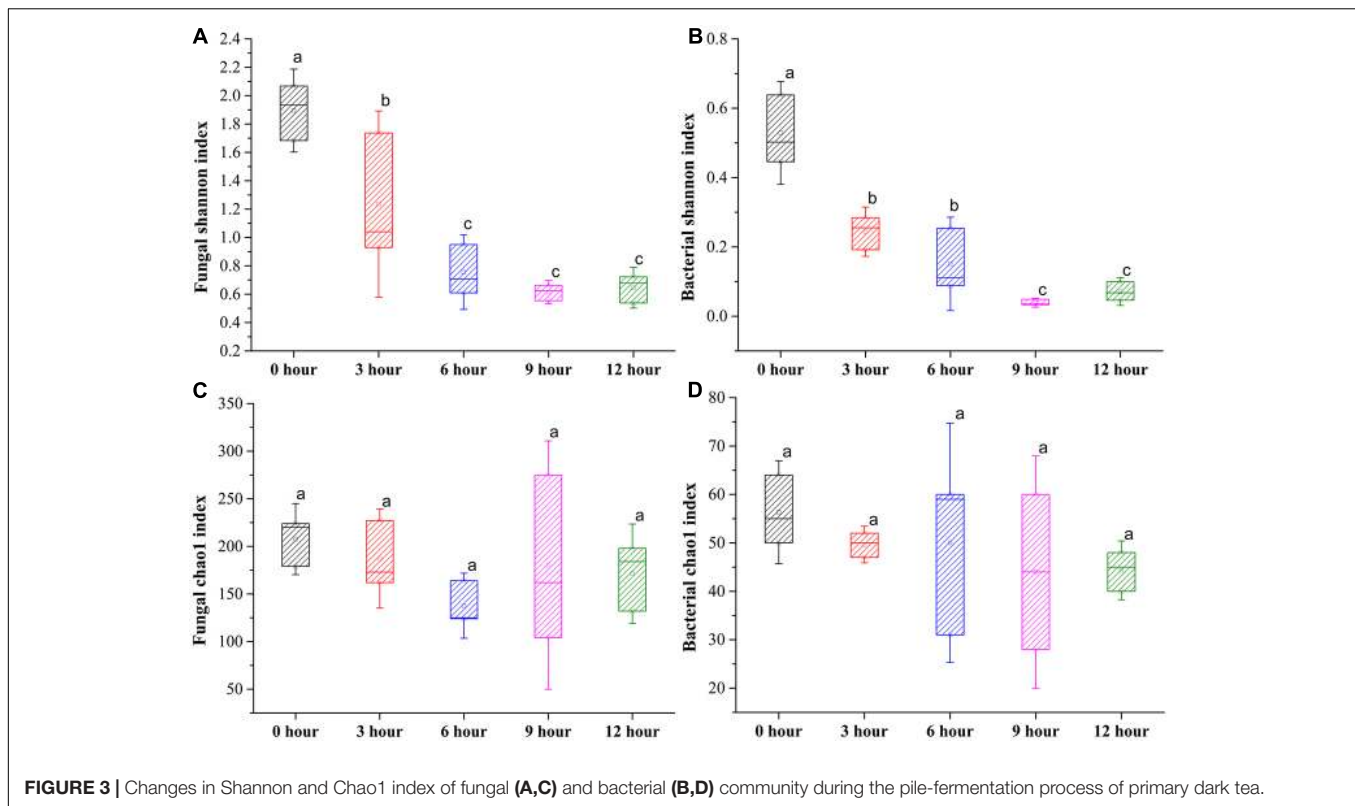 A
B
Fungal shannon index
2.4
2.2
2.0
1.8
1.6
1.4
1.2
1.0
0.8
0.6
0.4
0.2
a
b
c
c
c
0 hour 3 hour 6 hour 9 hour 12 hour
Bacterial shannon index
0.8
0.6
0.4
0.2
0.0
a
b
b
c
c
0 hour 3 hour 6 hour 9 hour 12 hour
C
D
Fungal chao1 index
350
300
250
200
150
100
50
a
a
a
a
a
0 hour 3 hour 6 hour 9 hour 12 hour
Bacterial chao1 index
80
70
60
50
40
30
20
a
a
a
a
a
0 hour 3 hour 6 hour 9 hour 12 hour
FIGURE 3 | Changes in Shannon and Chao1 index of fungal (A,C) and bacterial (B,D) community during the pile-fermentation process of primary dark tea.